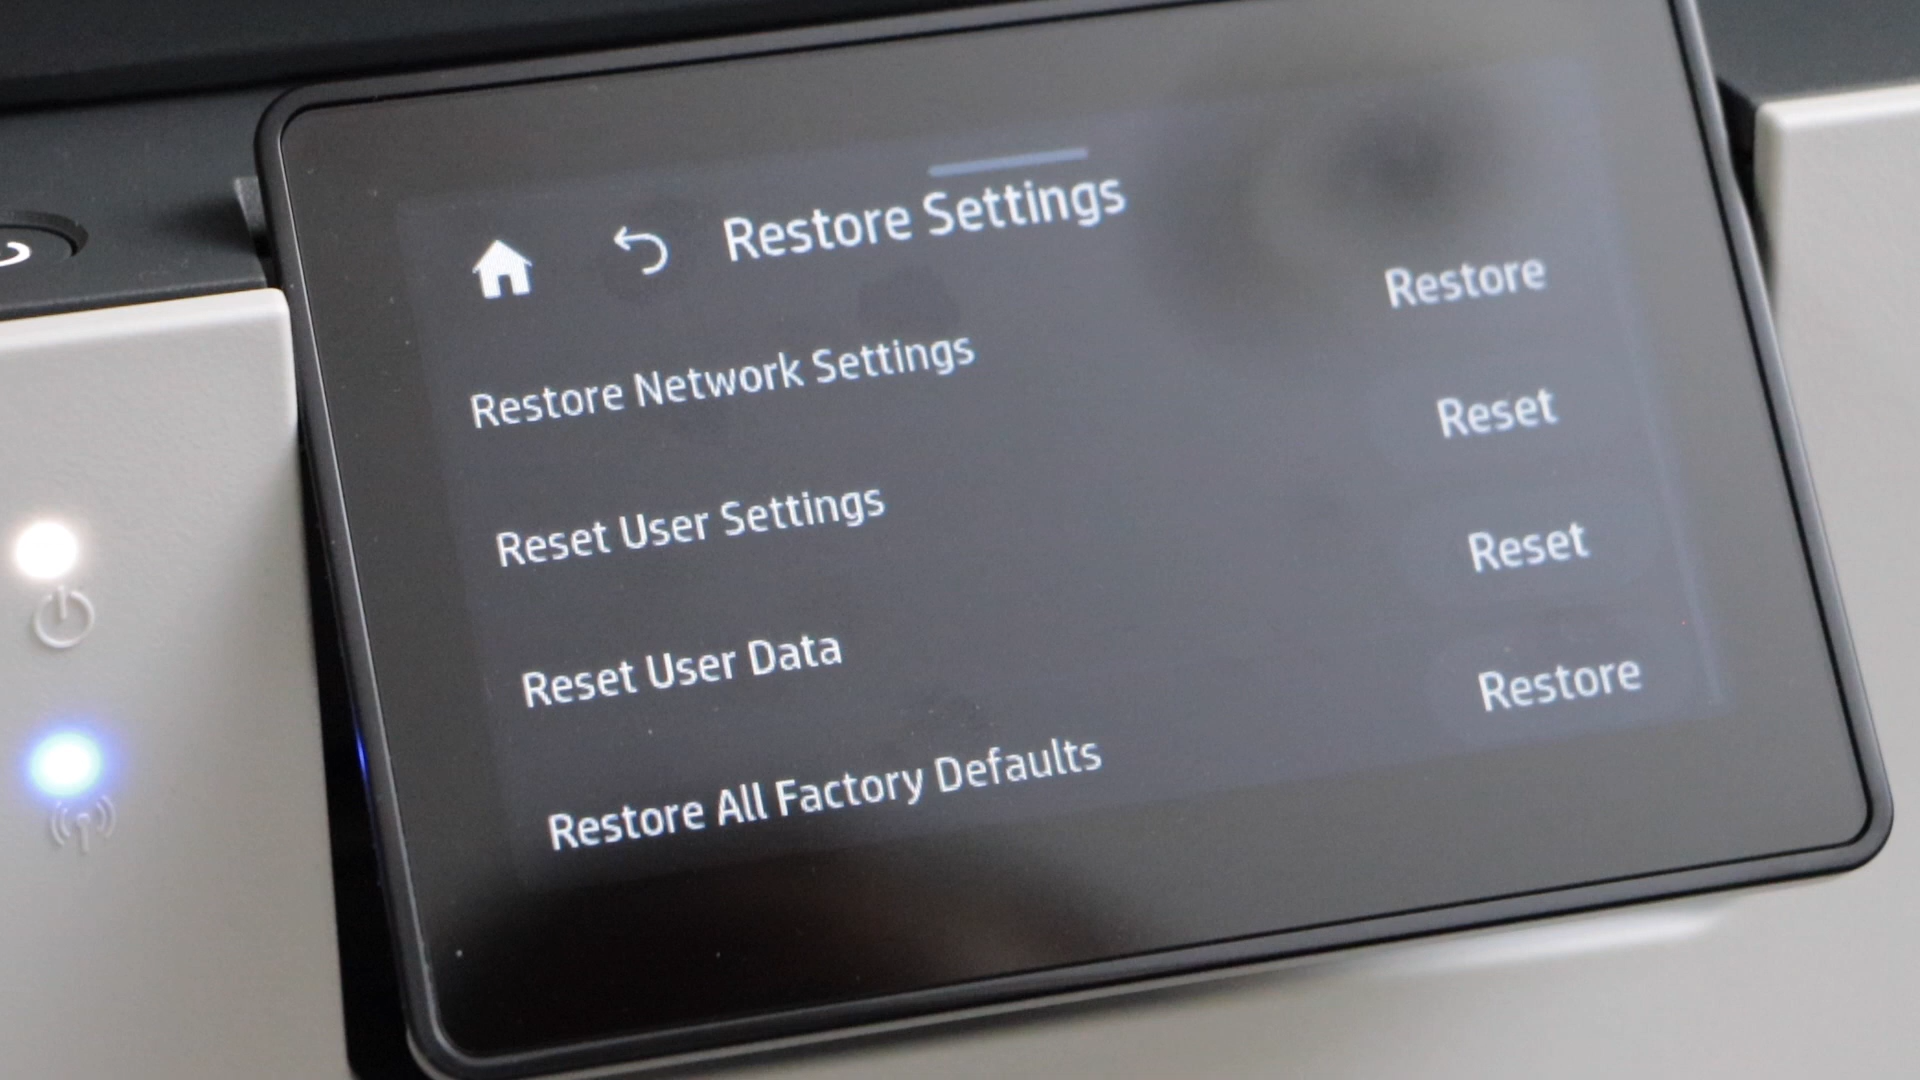 Restore Settings
Restore Network Settings Restore
Reset User Settings Reset
Reset User Data Reset
Restore All Factory Defaults Restore